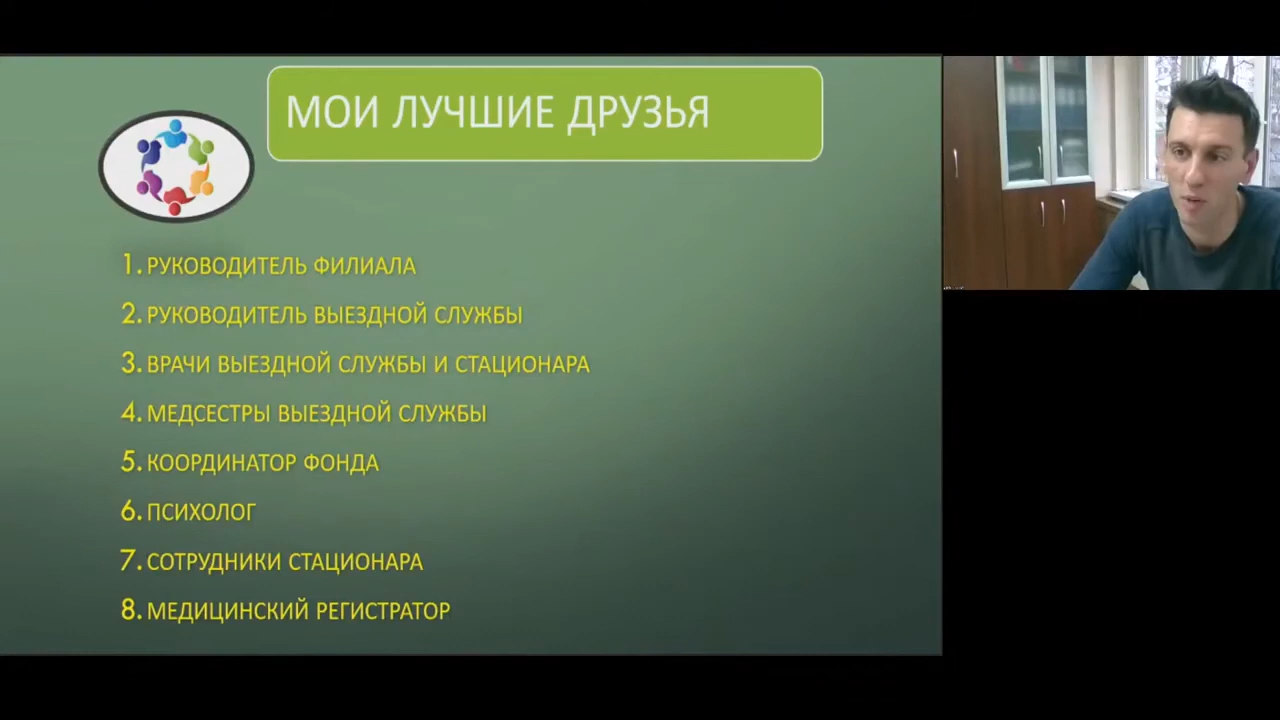 МОИ ЛУЧШИЕ ДРУЗЬЯ
1. РУКОВОДИТЕЛЬ ФИЛИАЛА
2. РУКОВОДИТЕЛЬ ВЫЕЗДНОЙ СЛУЖБЫ
3. ВРАЧИ ВЫЕЗДНОЙ СЛУЖБЫ И СТАЦИОНАРА
4. МЕДСЕСТРЫ ВЫЕЗДНОЙ СЛУЖБЫ
5. КООРДИНАТОР ФОНДА
6. ПСИХОЛОГ
7. СОТРУДНИКИ СТАЦИОНАРА
8. МЕДИЦИНСКИЙ РЕГИСТРАТОР